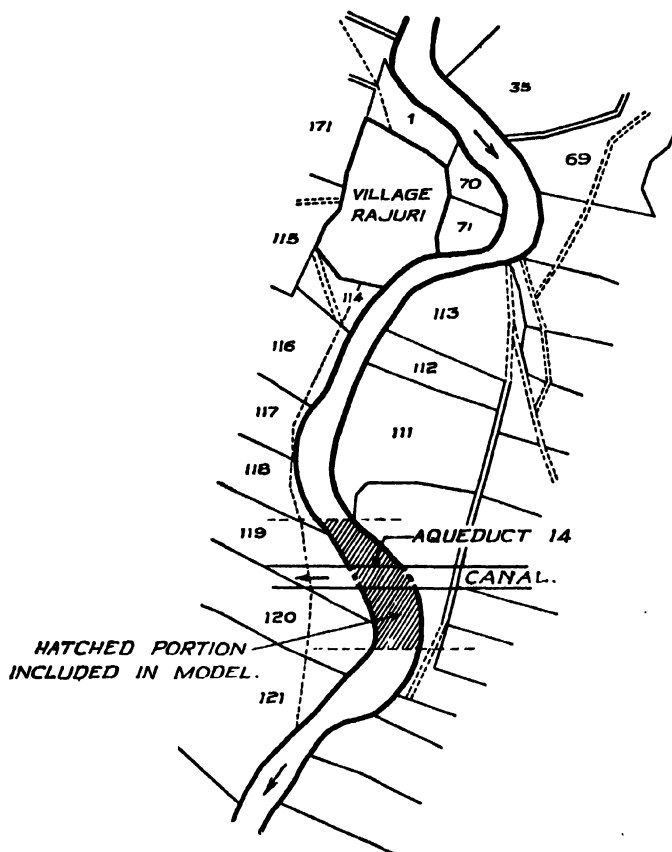 35
171
1
69
70
VILLAGE
RAJURI
71
115
114
113
116
112
117
111
118
119
AQUEDUCT 14
CANAL.
120
HATCHED PORTION
INCLUDED IN MODEL.
121